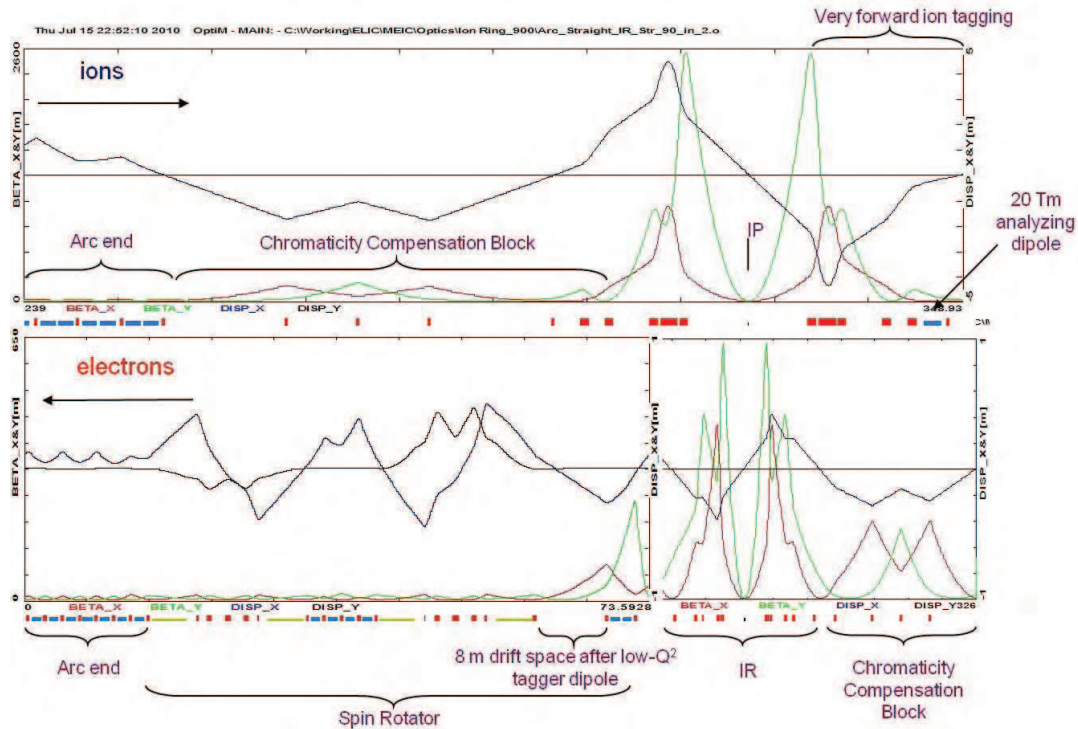 Very forward ion tagging
Thu Jul 15 22:52:10 2010 OptiM - MAIN: - C:\Working\ELIC\MEIC\Optics\Ion Ring_900\Arc_Straight_IR_Str_90_in_2.o
2600
5
ions
BETA_X&Y[m]
DISP_X&Y[m]
20 Tm
analyzing
dipole
Arc end
Chromaticity Compensation Block
IP
0
-5
239
BETA_X
BETA_Y
DISP_X
DISP_Y
348.93
650
1
1
electrons
BETA_X&Y[m]
DISP_X&Y[m]
DISP_X&Y[m]
0
-1
-1
0
BETA_X
BETA_Y
DISP_X
DISP_Y
73.5928
BETA_X
BETA_Y
DISP_X
DISP_Y326
Arc end
8 m drift space after low-Q²
tagger dipole
IR
Chromaticity
Compensation
Block
Spin Rotator